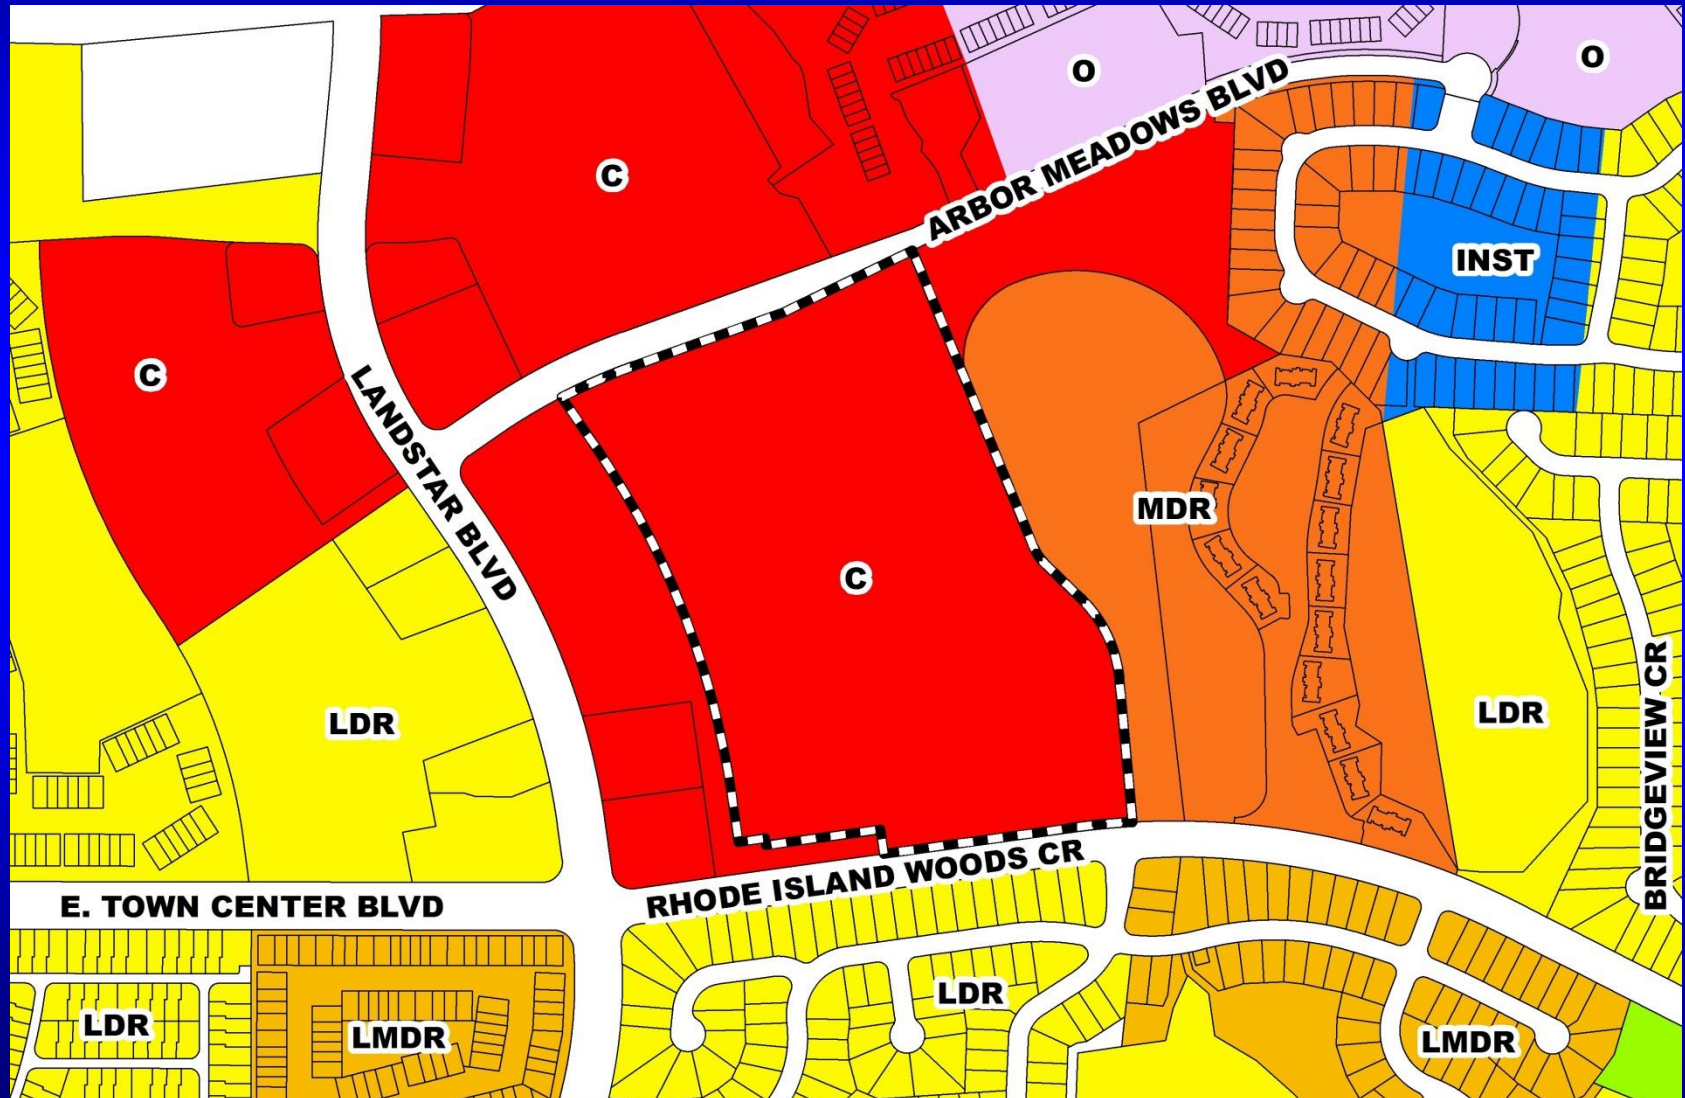 O
O
ARBOR MEADOWS BLVD
C
INST
C
LANDSTAR BLVD
MDR
C
LDR
LDR
BRIDGEVIEW CR
RHODE ISLAND WOODS CR
E. TOWN CENTER BLVD
LDR
LDR
LMDR
LMDR